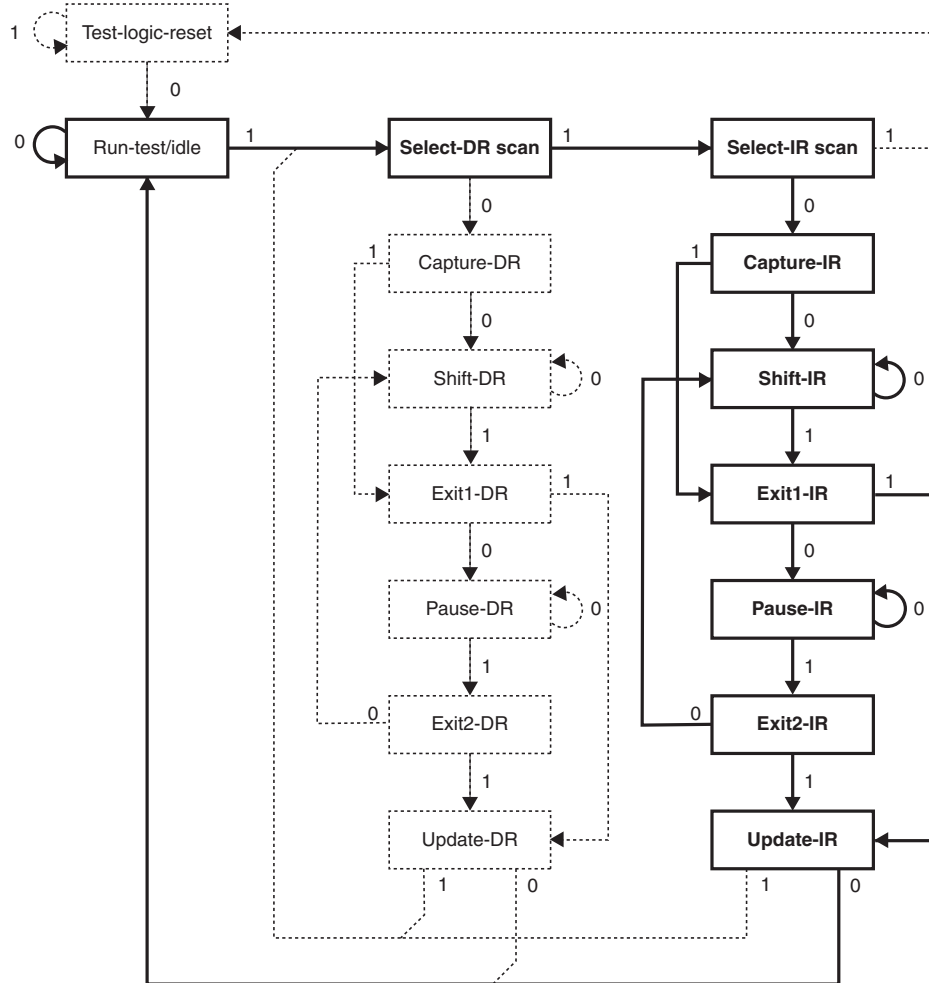 Test-logic-reset
1
0
0
Run-test/idle
1
Select-DR scan
1
Select-IR scan
1
0
0
1
Capture-DR
1
Capture-IR
0
0
Shift-DR
0
Shift-IR
0
1
1
Exit1-DR
1
Exit1-IR
1
0
0
Pause-DR
0
Pause-IR
0
1
1
0
Exit2-DR
0
Exit2-IR
1
1
Update-DR
Update-IR
1
0
1
0